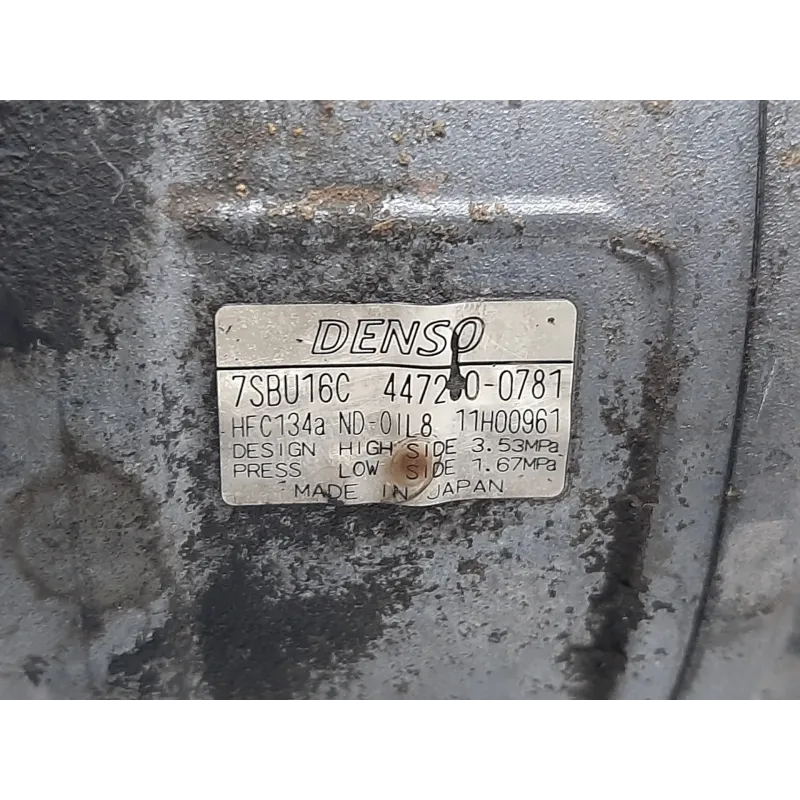 DENSO
7SBU16C
HFC134a ND-OIL8 11H00961
DESIGN HIGH SIDE 3.53MPa
PRESS LOW SIDE 1.67MPa
MADE IN JAPAN